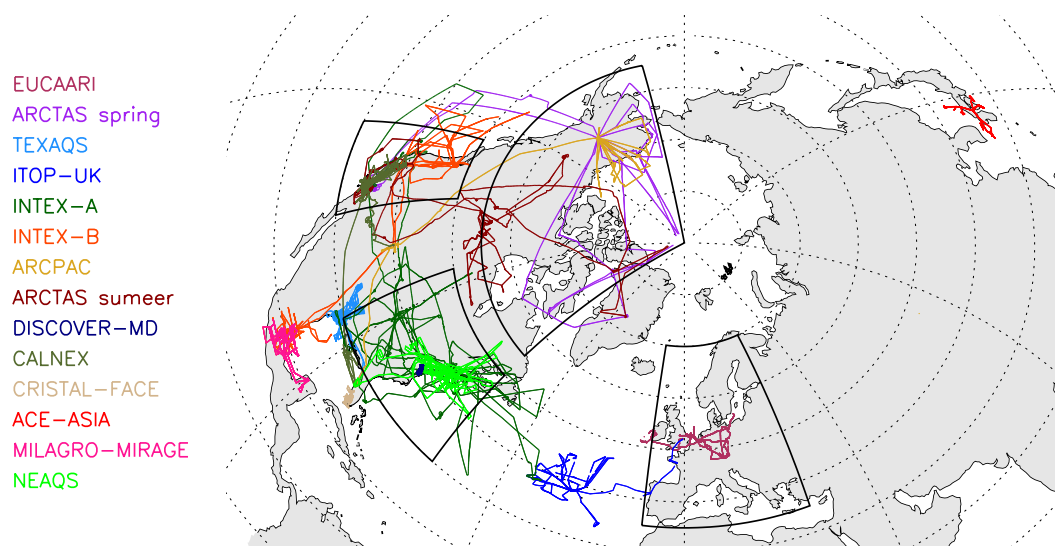 EUCAARI
ARCTAS spring
TEXAQS
ITOP-UK
INTEX-A
INTEX-B
ARCPAC
ARCTAS sumeer
DISCOVER-MD
CALNEX
CRISTAL-FACE
ACE-ASIA
MILAGRO-MIRAGE
NEAQS